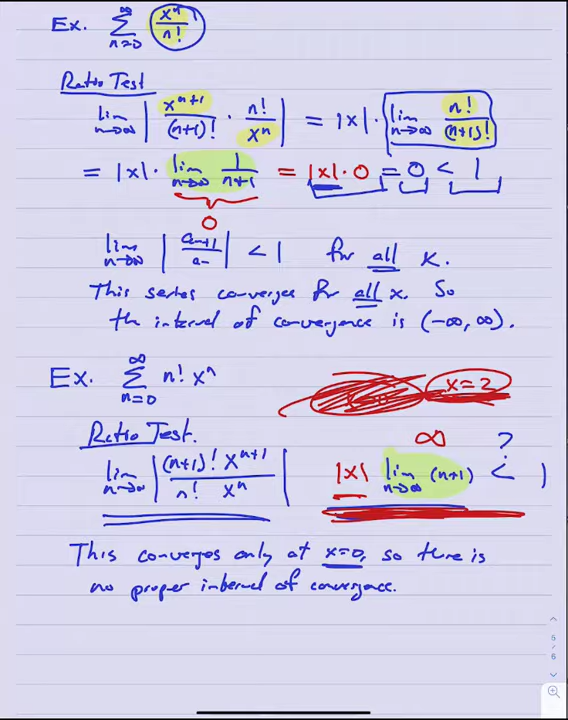 Ex. ∑_{n=0}^{∞} x^n/n!
Ratio Test
lim_{n→∞} | x^{n+1}/(n+1)! · n!/x^n | = |x| · lim_{n→∞} n!/(n+1)!
= |x| · lim_{n→∞} 1/(n+1) = |x| · 0 = 0 < 1
0
lim_{n→∞} | a_{n+1}/a_n | < 1 for all x.
This series converges for all x. So
the interval of convergence is (-∞, ∞).
Ex. ∑_{n=0}^{∞} n! x^n
x=2
Ratio Test.
∞ ?
lim_{n→∞} | (n+1)! x^{n+1} / n! x^n | |x| lim_{n→∞} (n+1) < 1
This converges only at x=0, so there is
no proper interval of convergence.
5
/
6